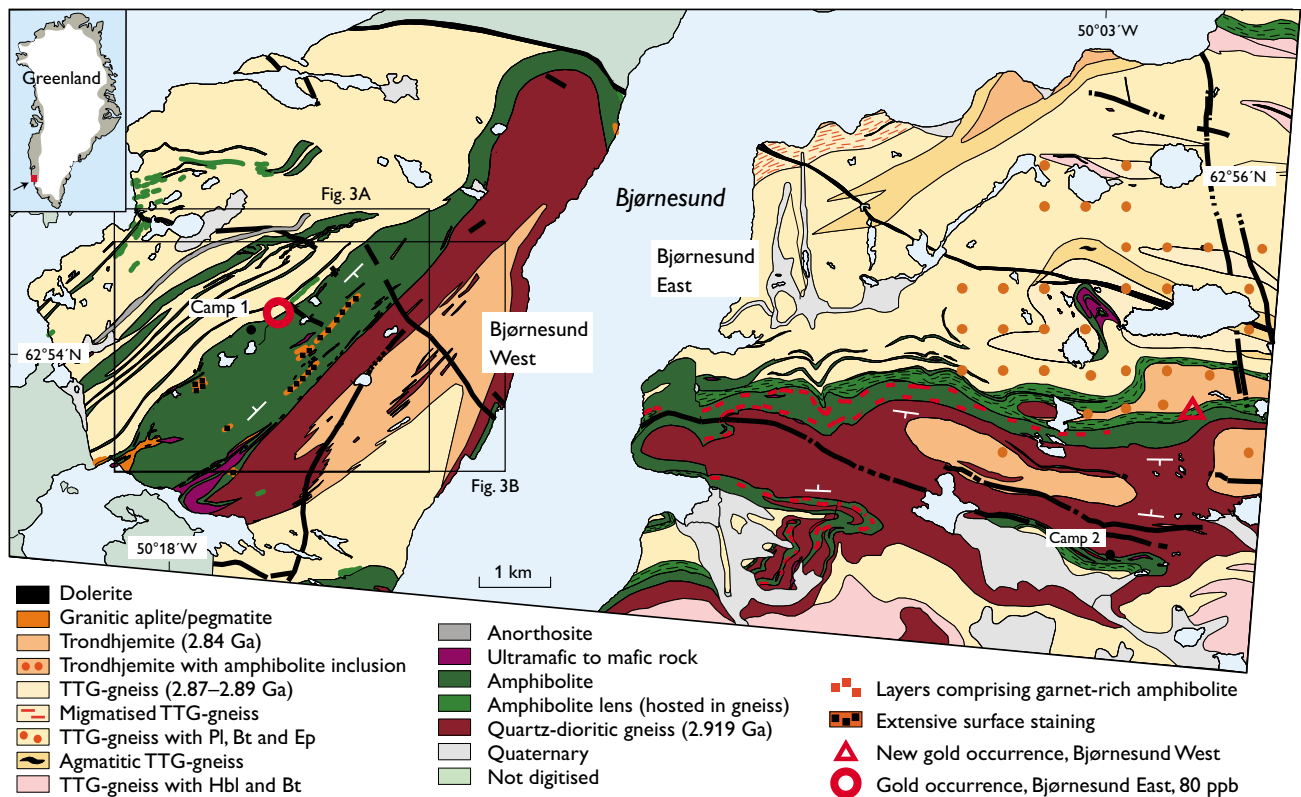 50°03´W
Greenland
62°56´N
Fig. 3A
Bjørnesund
Bjørnesund
East
Camp 1
Bjørnesund
West
62°54´N
Fig. 3B
Camp 2
50°18´W
1 km
Dolerite
Granitic aplite/pegmatite
Trondhjemite (2.84 Ga)
Trondhjemite with amphibolite inclusion
TTG-gneiss (2.87–2.89 Ga)
Migmatised TTG-gneiss
TTG-gneiss with Pl, Bt and Ep
Agmatitic TTG-gneiss
TTG-gneiss with Hbl and Bt
Anorthosite
Ultramafic to mafic rock
Amphibolite
Amphibolite lens (hosted in gneiss)
Quartz-dioritic gneiss (2.919 Ga)
Quaternary
Not digitised
Layers comprising garnet-rich amphibolite
Extensive surface staining
New gold occurrence, Bjørnesund West
Gold occurrence, Bjørnesund East, 80 ppb